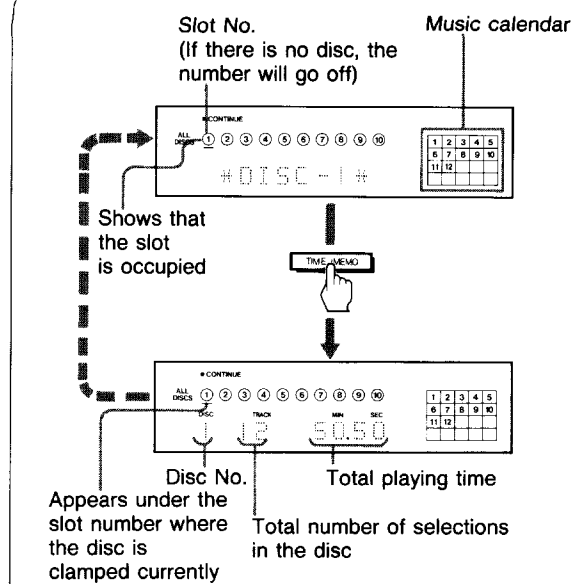 Slot No.
(If there is no disc, the
number will go off)
Music calendar
• CONTINUE
ALL
DISCS
1 2 3 4 5 6 7 8 9 10
*DISC-1*
1 2 3 4 5
6 7 8 9 10
11 12
Shows that
the slot
is occupied
TIME MEMO
• CONTINUE
ALL
DISCS
1 2 3 4 5 6 7 8 9 10
DISC TRACK MIN SEC
1 12 50.50
1 2 3 4 5
6 7 8 9 10
11 12
Disc No.
Total playing time
Appears under the
slot number where
the disc is
clamped currently
Total number of selections
in the disc